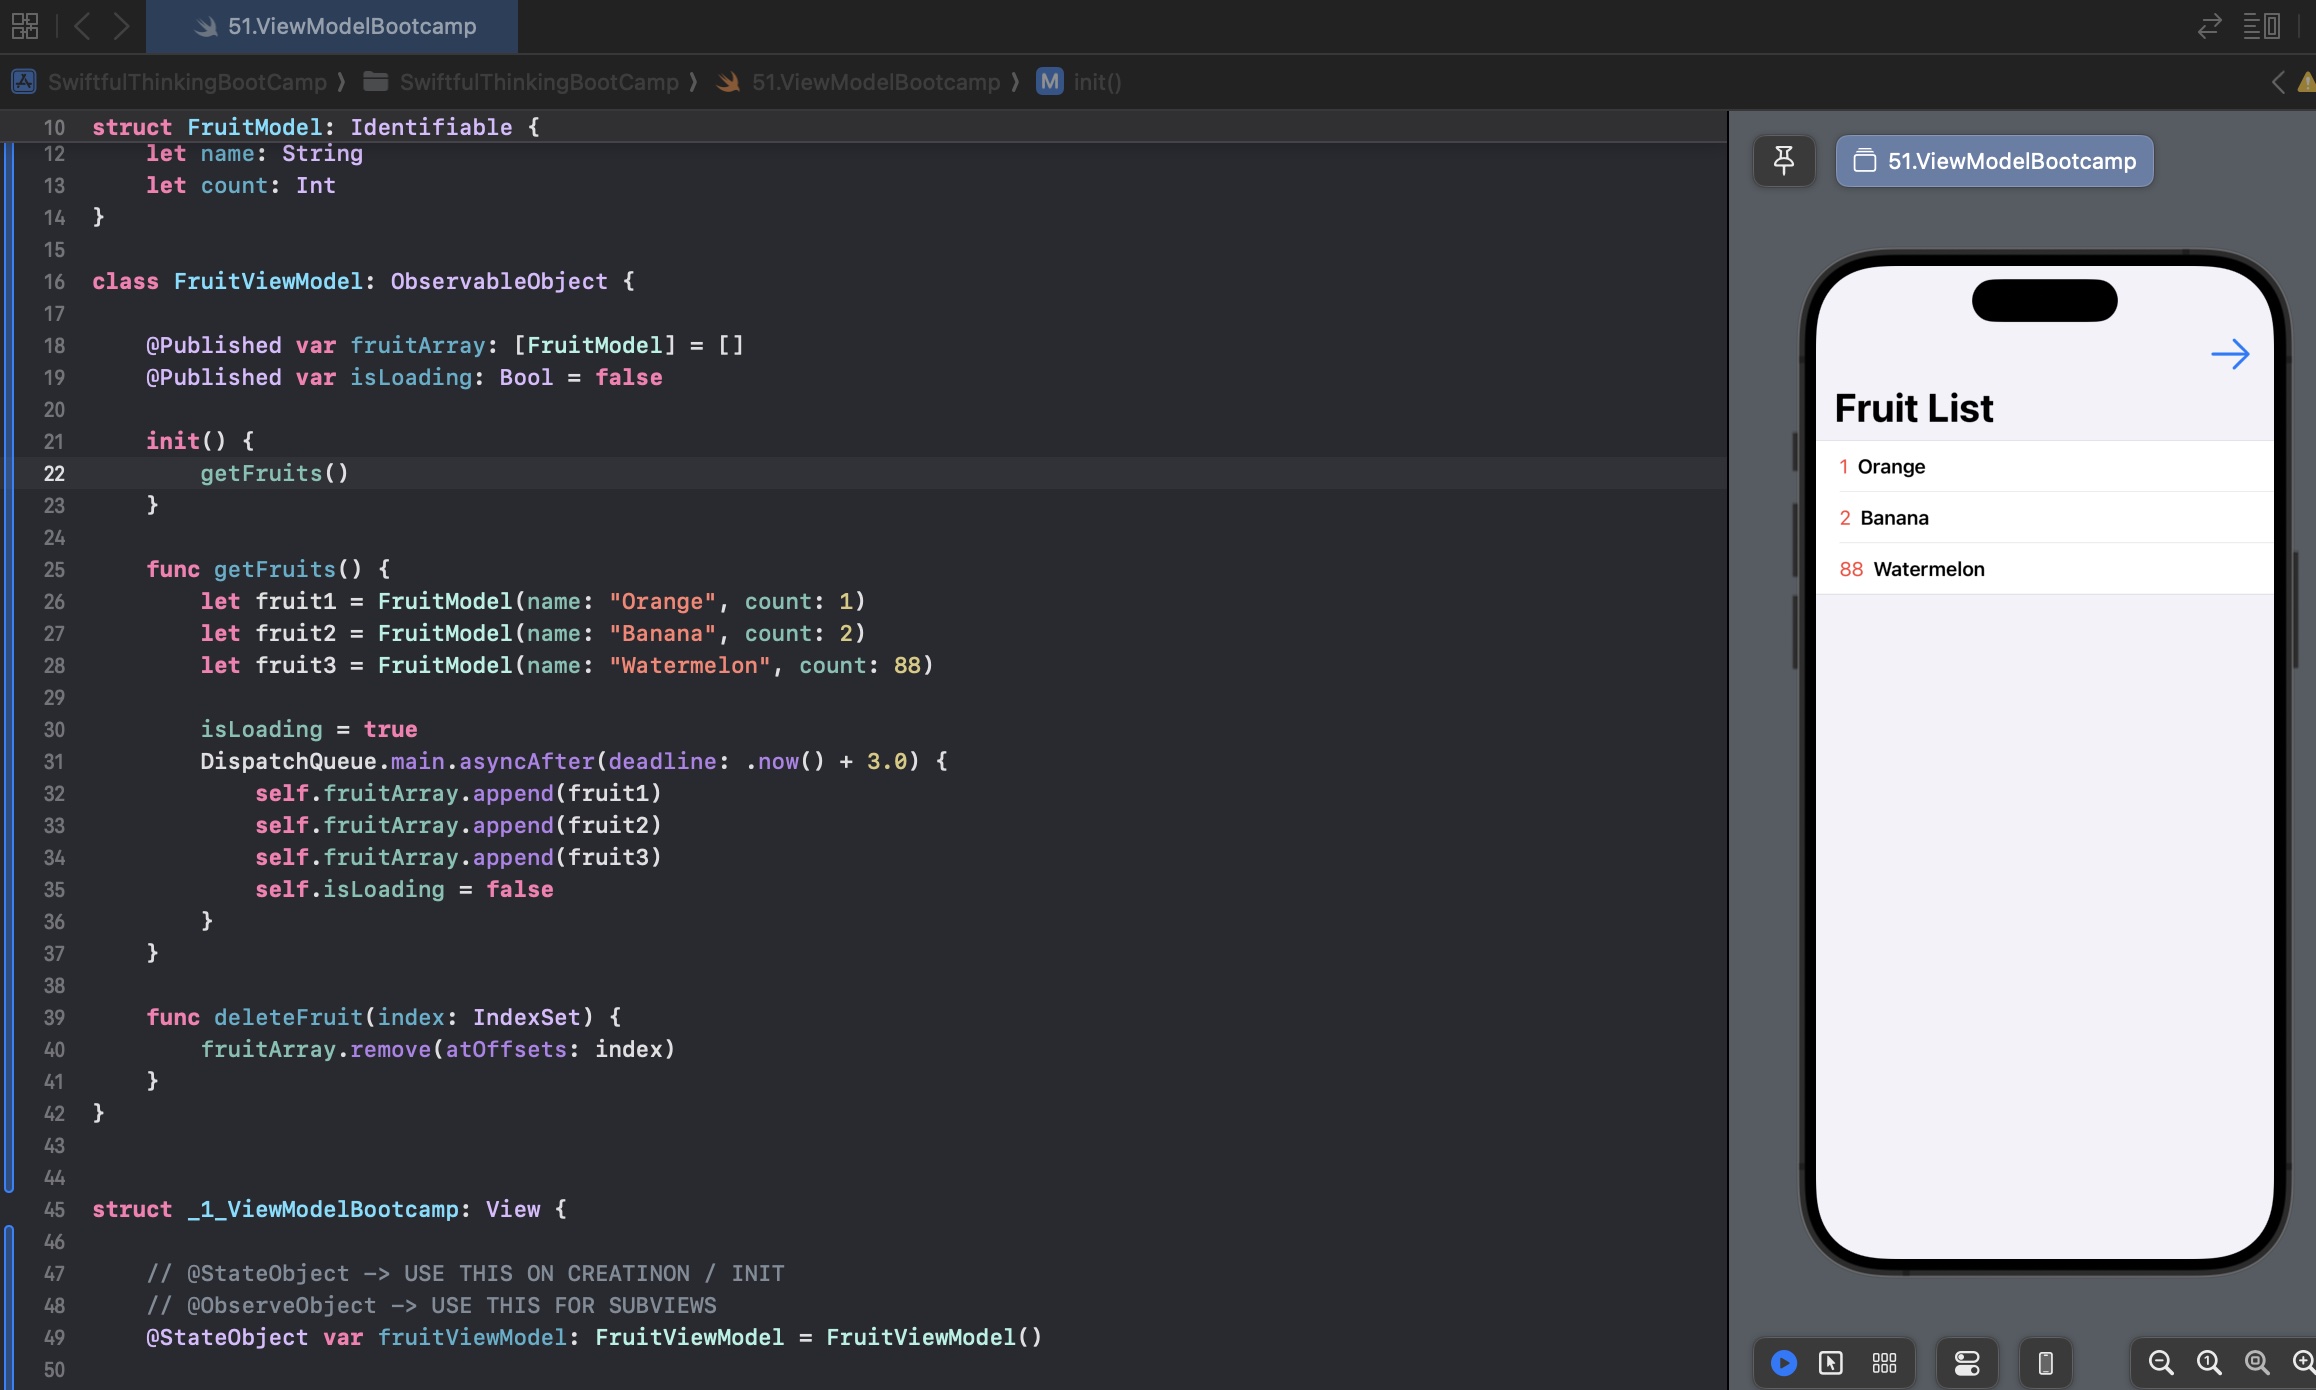 51.ViewModelBootcamp
SwiftfulThinkingBootCamp ⟩ SwiftfulThinkingBootCamp ⟩ 51.ViewModelBootcamp ⟩ M init()
10 struct FruitModel: Identifiable {
12 let name: String
13 let count: Int
14 }
15
16 class FruitViewModel: ObservableObject {
17
18 @Published var fruitArray: [FruitModel] = []
19 @Published var isLoading: Bool = false
20
21 init() {
22 getFruits()
23 }
24
25 func getFruits() {
26 let fruit1 = FruitModel(name: "Orange", count: 1)
27 let fruit2 = FruitModel(name: "Banana", count: 2)
28 let fruit3 = FruitModel(name: "Watermelon", count: 88)
29
30 isLoading = true
31 DispatchQueue.main.asyncAfter(deadline: .now() + 3.0) {
32 self.fruitArray.append(fruit1)
33 self.fruitArray.append(fruit2)
34 self.fruitArray.append(fruit3)
35 self.isLoading = false
36 }
37 }
38
39 func deleteFruit(index: IndexSet) {
40 fruitArray.remove(atOffsets: index)
41 }
42 }
43
44
45 struct _1_ViewModelBootcamp: View {
46
47 // @StateObject -> USE THIS ON CREATINON / INIT
48 // @ObserveObject -> USE THIS FOR SUBVIEWS
49 @StateObject var fruitViewModel: FruitViewModel = FruitViewModel()
50
51.ViewModelBootcamp
Fruit List
1 Orange
2 Banana
88 Watermelon